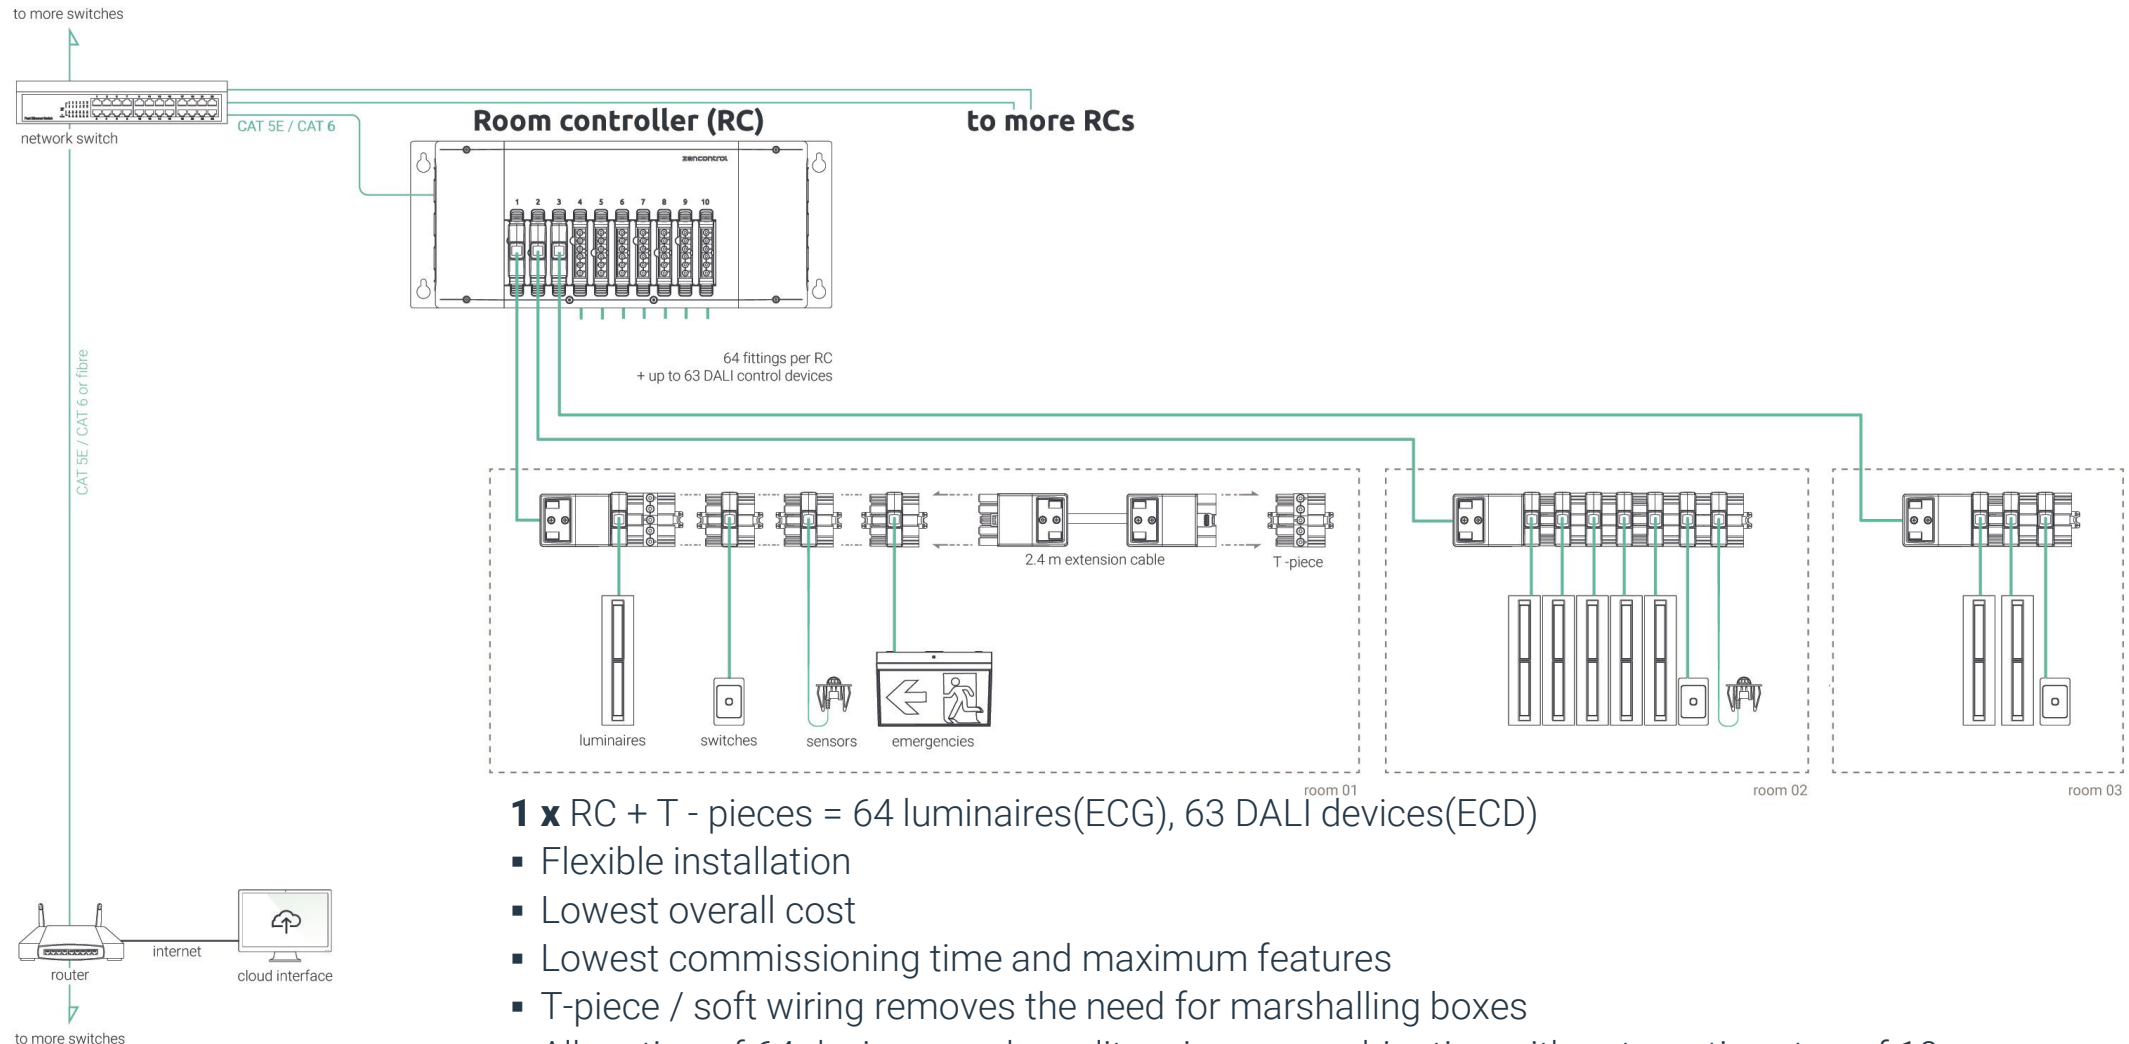 to more switches
network switch
CAT 5E / CAT 6
Room controller (RC)
to more RCs
zencontrol
1 2 3 4 5 6 7 8 9 10
64 fittings per RC
+ up to 63 DALI control devices
CAT 5E / CAT 6 or fibre
2.4 m extension cable
T -piece
luminaires
switches
sensors
emergencies
room 01
room 02
room 03
1 x RC + T - pieces = 64 luminaires(ECG), 63 DALI devices(ECD)
▪ Flexible installation
▪ Lowest overall cost
▪ Lowest commissioning time and maximum features
▪ T-piece / soft wiring removes the need for marshalling boxes
router
internet
cloud interface
to more switches